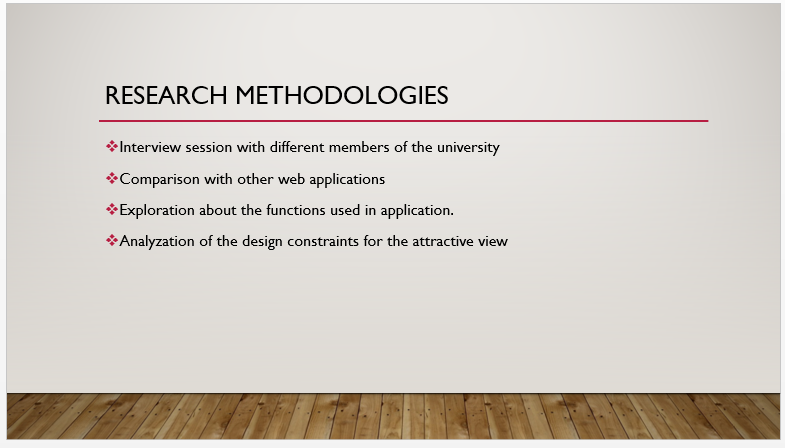 RESEARCH METHODOLOGIES
❖Interview session with different members of the university
❖Comparison with other web applications
❖Exploration about the functions used in application.
❖Analyzation of the design constraints for the attractive view